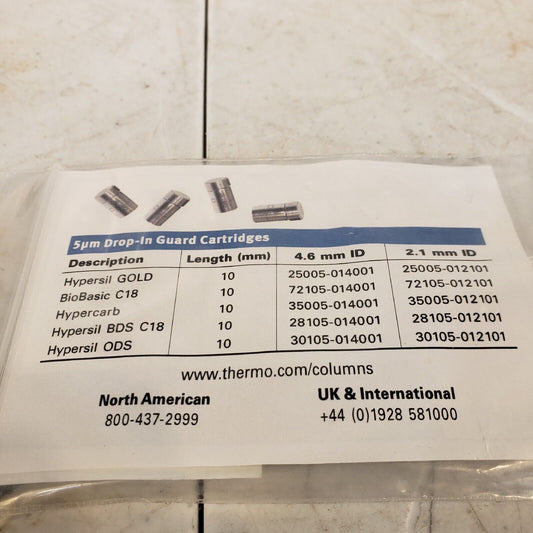 5µm Drop-In Guard Cartridges
Description Length (mm) 4.6 mm ID 2.1 mm ID
Hypersil GOLD 10 25005-014001 25005-012101
BioBasic C18 10 72105-014001 72105-012101
Hypercarb 10 35005-014001 35005-012101
Hypersil BDS C18 10 28105-014001 28105-012101
Hypersil ODS 10 30105-014001 30105-012101
www.thermo.com/columns
North American UK & International
800-437-2999 +44 (0)1928 581000